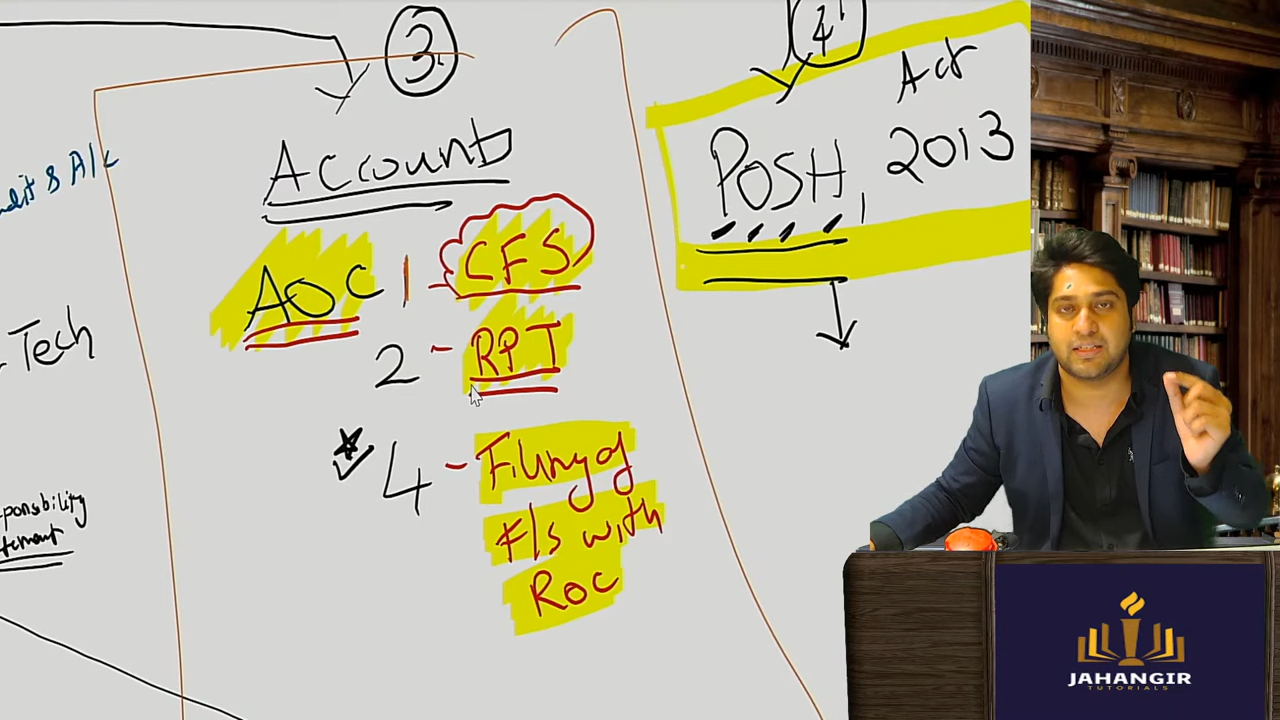 3.
4
Act
POSH, 2013
Account
& A/c
AOC 1 - CFS
2 - RPT
Tech
4 - Filing of
F/s with
ROC
JAHANGIR
TUTORIALS